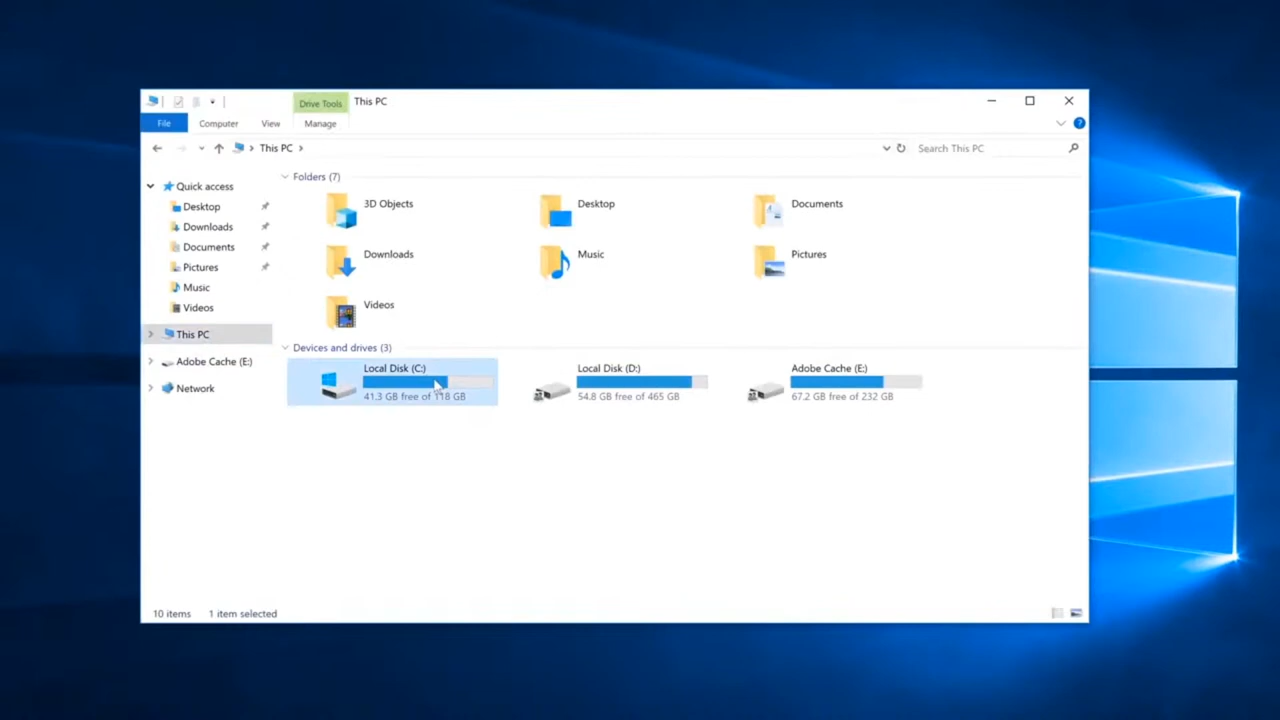 Drive Tools This PC
File Computer View Manage
This PC Search This PC
Quick access
Desktop
Downloads
Documents
Pictures
Music
Videos
This PC
Adobe Cache (E:)
Network
Folders (7)
3D Objects Desktop Documents
Downloads Music Pictures
Videos
Devices and drives (3)
Local Disk (C:) Local Disk (D:) Adobe Cache (E:)
41.3 GB free of 118 GB 54.8 GB free of 465 GB 67.2 GB free of 232 GB
10 items 1 item selected